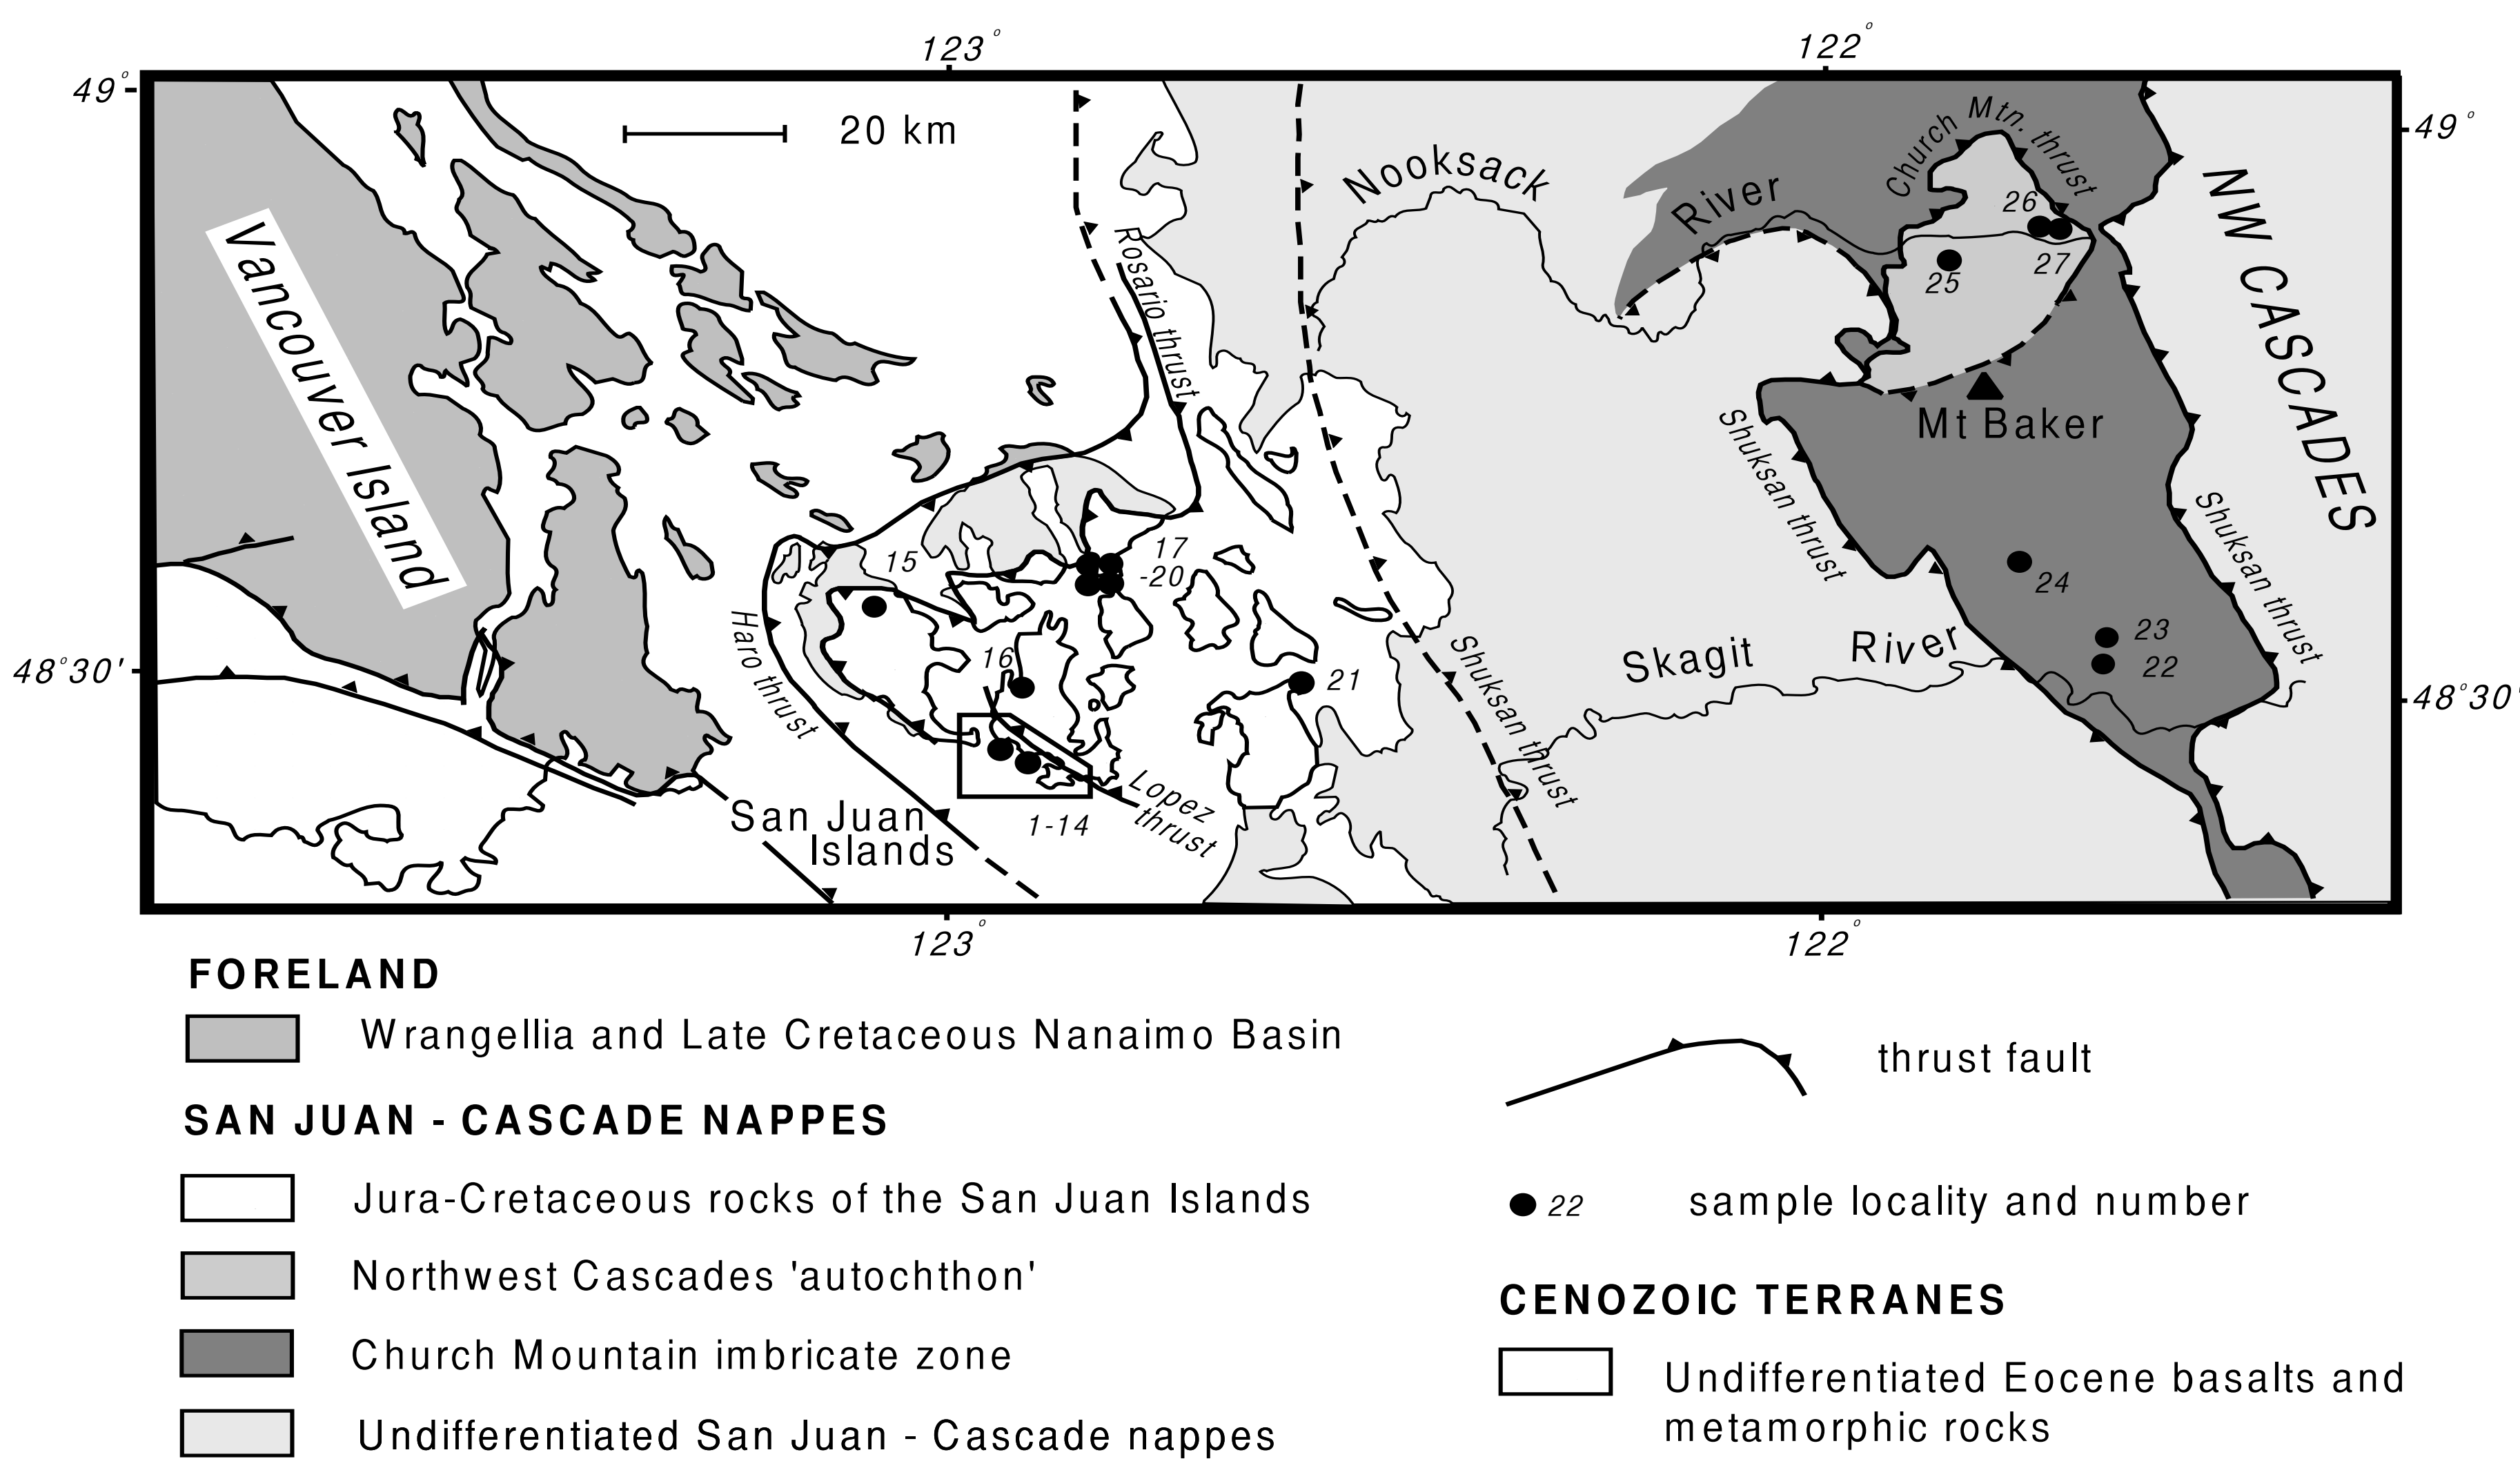 123°
122°
49°
20 km
49°
Nooksack
River
Church Mtn. thrust
26
27
25
NW CASCADES
Vancouver Island
Rosario thrust
Mt Baker
Shuksan thrust
Shuksan thrust
15
17
-20
24
Haro thrust
16
21
Shuksan thrust
Skagit River
23
22
48°30'
48°30'
San Juan
Islands
1-14
Lopez
thrust
123°
122°
FORELAND
Wrangellia and Late Cretaceous Nanaimo Basin
SAN JUAN - CASCADE NAPPES
Jura-Cretaceous rocks of the San Juan Islands
Northwest Cascades 'autochthon'
Church Mountain imbricate zone
Undifferentiated San Juan - Cascade nappes
thrust fault
22
sample locality and number
CENOZOIC TERRANES
Undifferentiated Eocene basalts and
metamorphic rocks